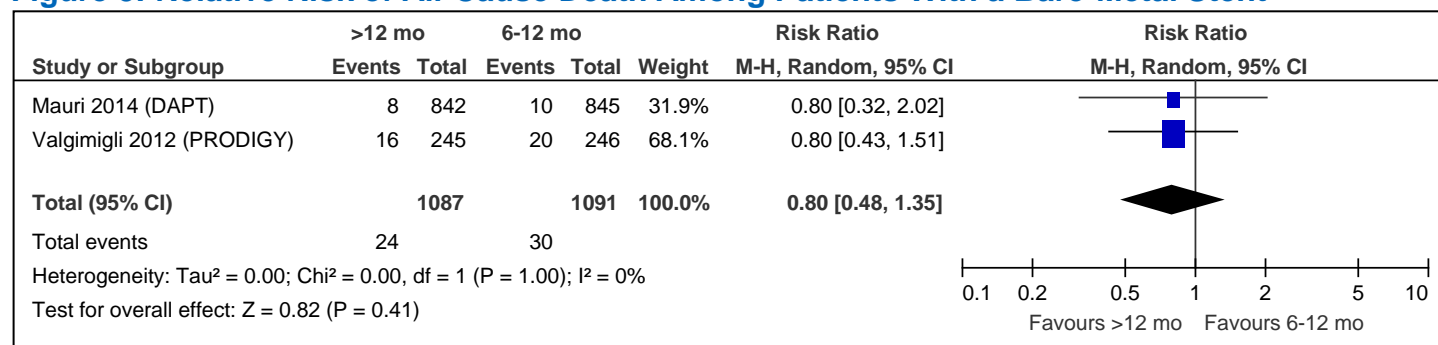 >12 mo 6-12 mo Risk Ratio Risk Ratio
Study or Subgroup Events Total Events Total Weight M-H, Random, 95% CI M-H, Random, 95% CI
Mauri 2014 (DAPT) 8 842 10 845 31.9% 0.80 [0.32, 2.02]
Valgimigli 2012 (PRODIGY) 16 245 20 246 68.1% 0.80 [0.43, 1.51]
Total (95% CI) 1087 1091 100.0% 0.80 [0.48, 1.35]
Total events 24 30
Heterogeneity: Tau² = 0.00; Chi² = 0.00, df = 1 (P = 1.00); I² = 0%
Test for overall effect: Z = 0.82 (P = 0.41)
0.1 0.2 0.5 1 2 5 10
Favours >12 mo Favours 6-12 mo